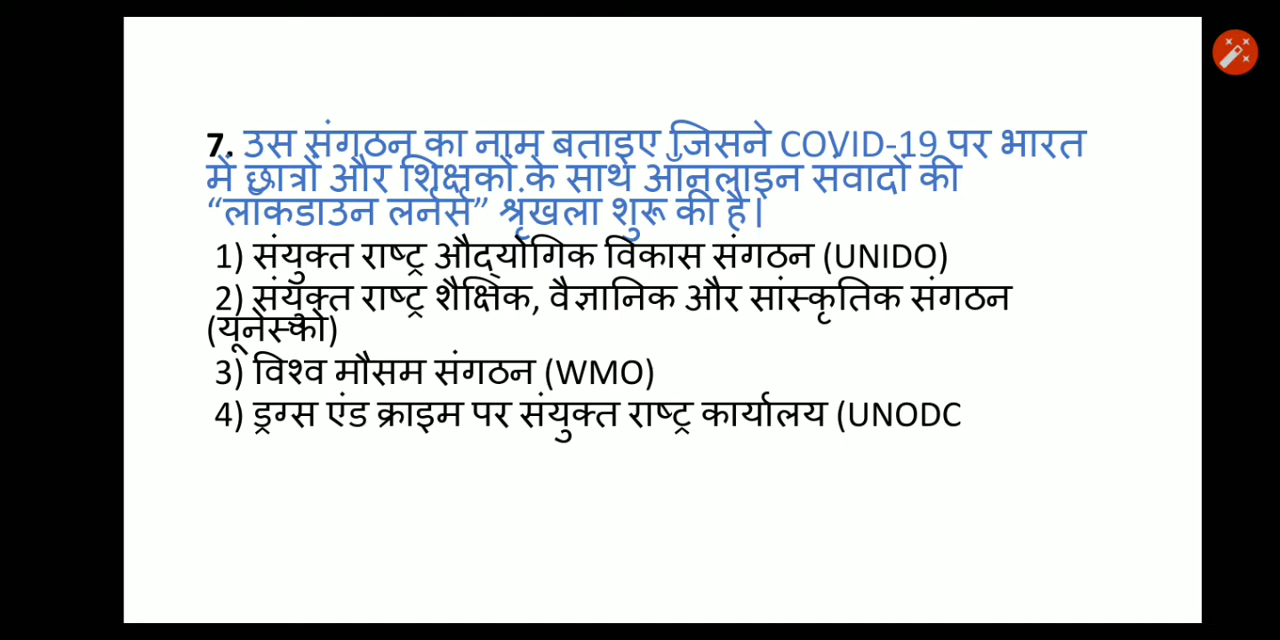 7. उस संगठन का नाम बताइए जिसने COVID-19 पर भारत
में छात्रों और शिक्षकों के साथ ऑनलाइन संवादों की
“लॉकडाउन लर्नर्स” श्रृंखला शुरू की है।
1) संयुक्त राष्ट्र औद्योगिक विकास संगठन (UNIDO)
2) संयुक्त राष्ट्र शैक्षिक, वैज्ञानिक और सांस्कृतिक संगठन
(यूनेस्को)
3) विश्व मौसम संगठन (WMO)
4) ड्रग्स एंड क्राइम पर संयुक्त राष्ट्र कार्यालय (UNODC